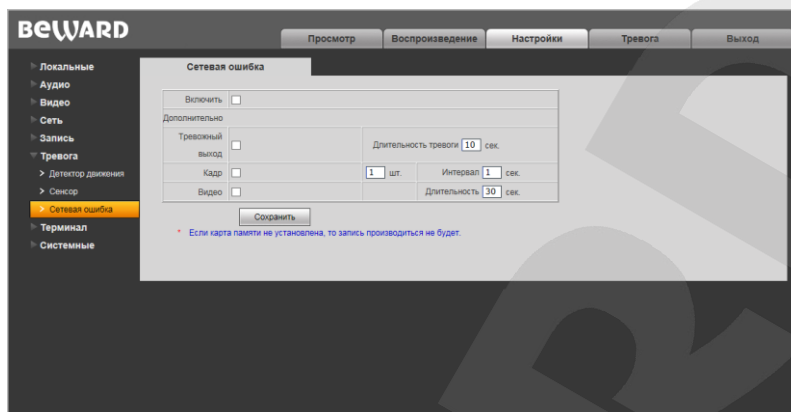 BEWARD
Просмотр Воспроизведение Настройки Тревога Выход
Локальные
Аудио
Видео
Сеть
Запись
Тревога
Детектор движения
Сенсор
Сетевая ошибка
Терминал
Системные
Сетевая ошибка
Включить
Дополнительно
Тревожный выход Длительность тревоги 10 сек.
Кадр 1 шт. Интервал 1 сек.
Видео Длительность 30 сек.
Сохранить
* Если карта памяти не установлена, то запись производиться не будет.